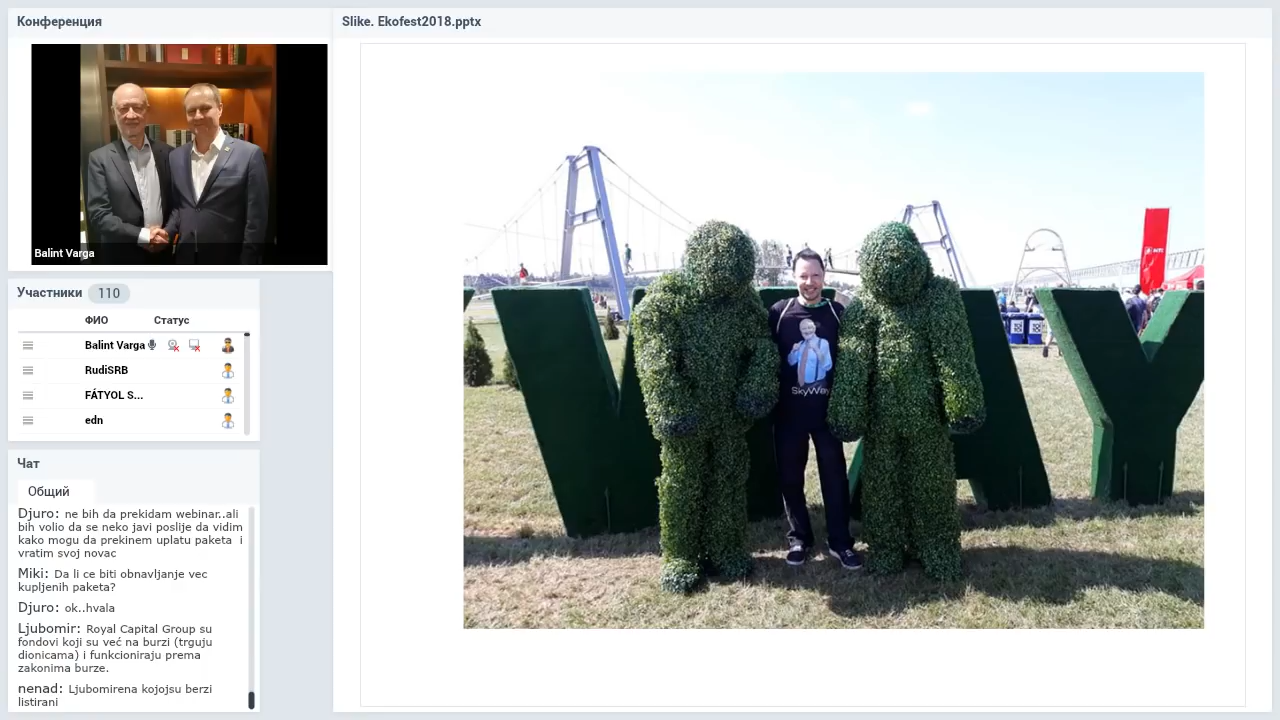 Конференция
Balint Varga
Участники 110
ФИО Статус
Balint Varga
RudiSRB
FÁTYOL S...
edn
Чат
Общий
Djuro: ne bih da prekidam webinar..ali
bih volio da se neko javi poslije da vidim
kako mogu da prekinem uplatu paketa i
vratim svoj novac
Miki: Da li ce biti obnavljanje vec
kupljenih paketa?
Djuro: ok..hvala
Ljubomir: Royal Capital Group su
fondovi koji su već na burzi (trguju
dionicama) i funkcioniraju prema
zakonima burze.
nenad: Ljubomirena kojojsu berzi
listirani
Slike. Ekofest2018.pptx
SkyWay
W AY